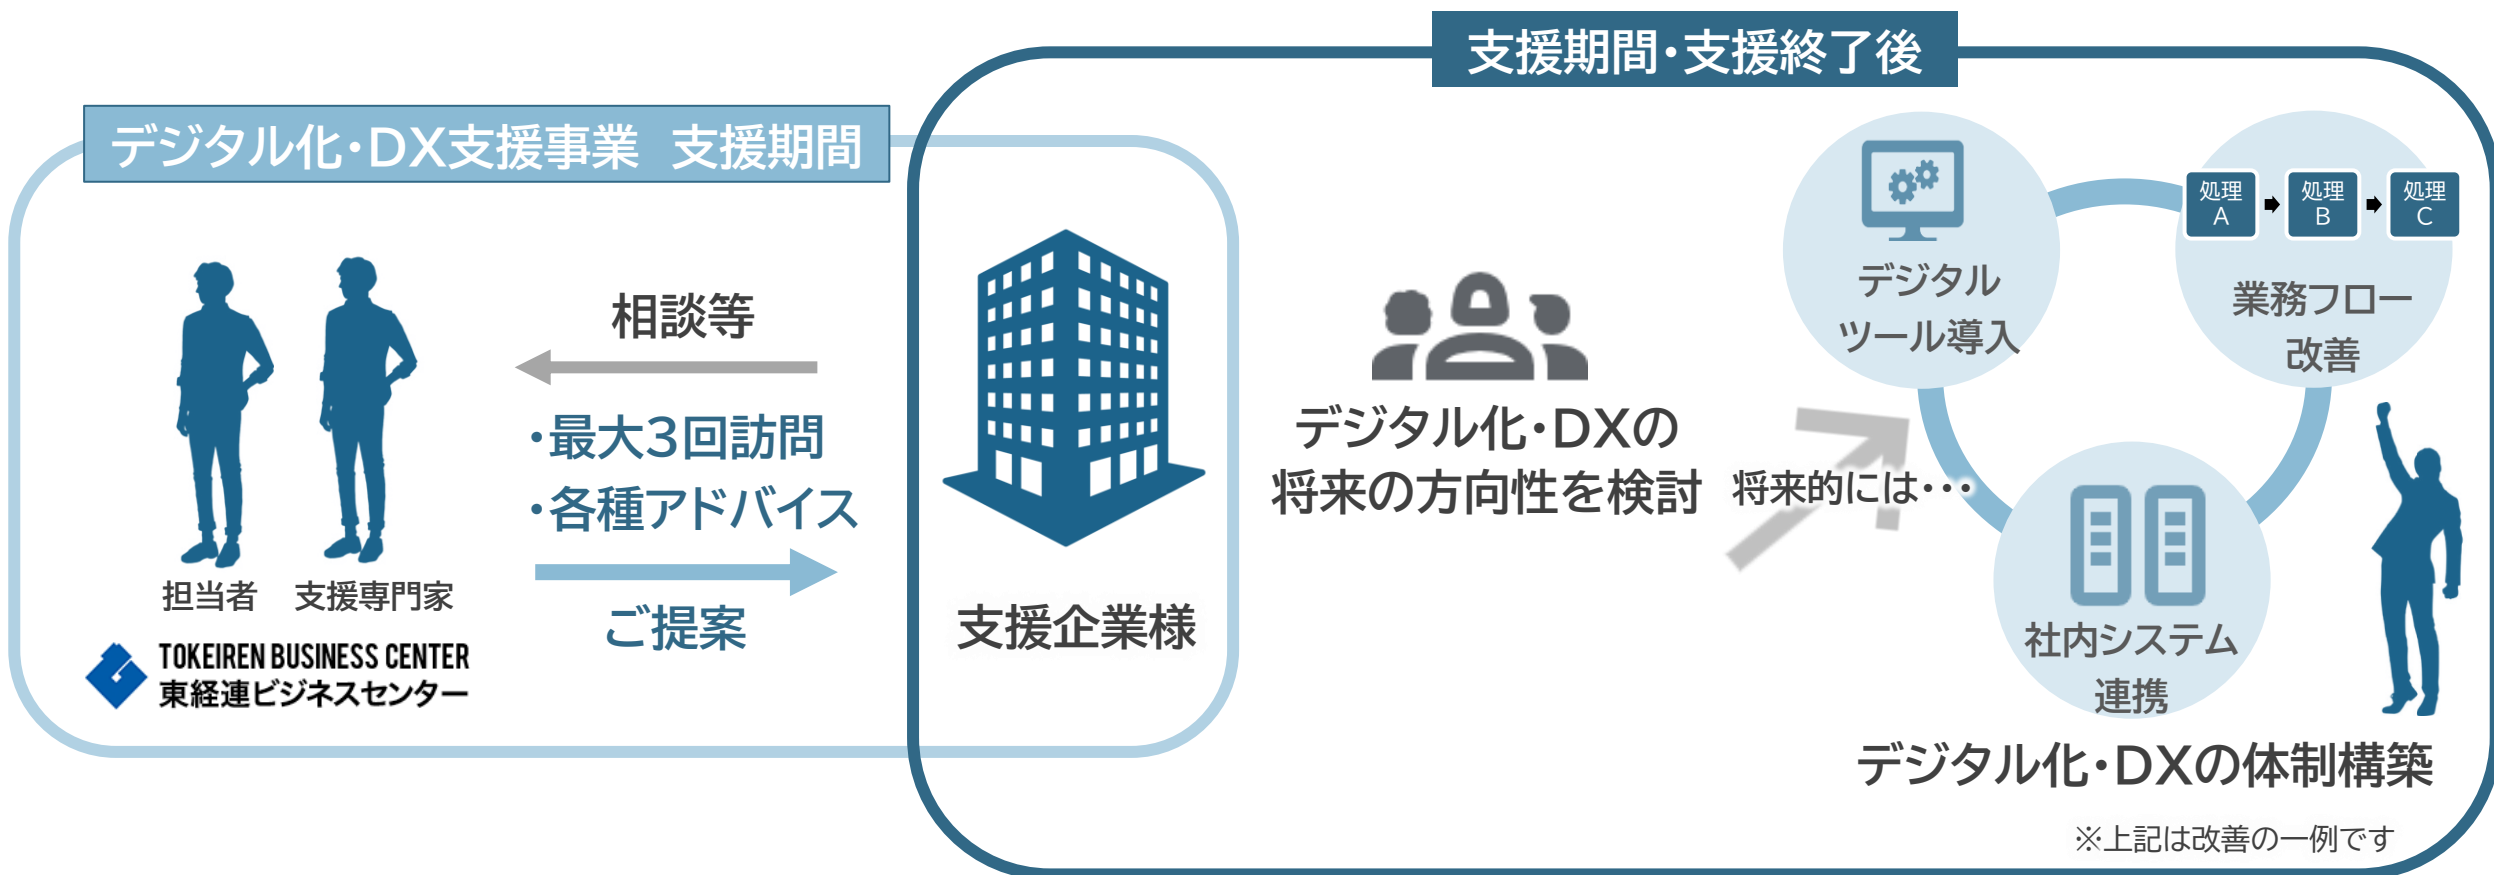 支援期間・支援終了後
デジタル化・DX支援事業　支援期間
相談等
・最大３回訪問
・各種アドバイス
ご提案
担当者
支援専門家
TOKEIREN BUSINESS CENTER
東経連ビジネスセンター
支援企業様
デジタル化・DXの
将来の方向性を検討
将来的には・・・
デジタル
ツール導入
処理
A
処理
B
処理
C
業務フロー
改善
社内システム
連携
デジタル化・DXの体制構築
※上記は改善の一例です